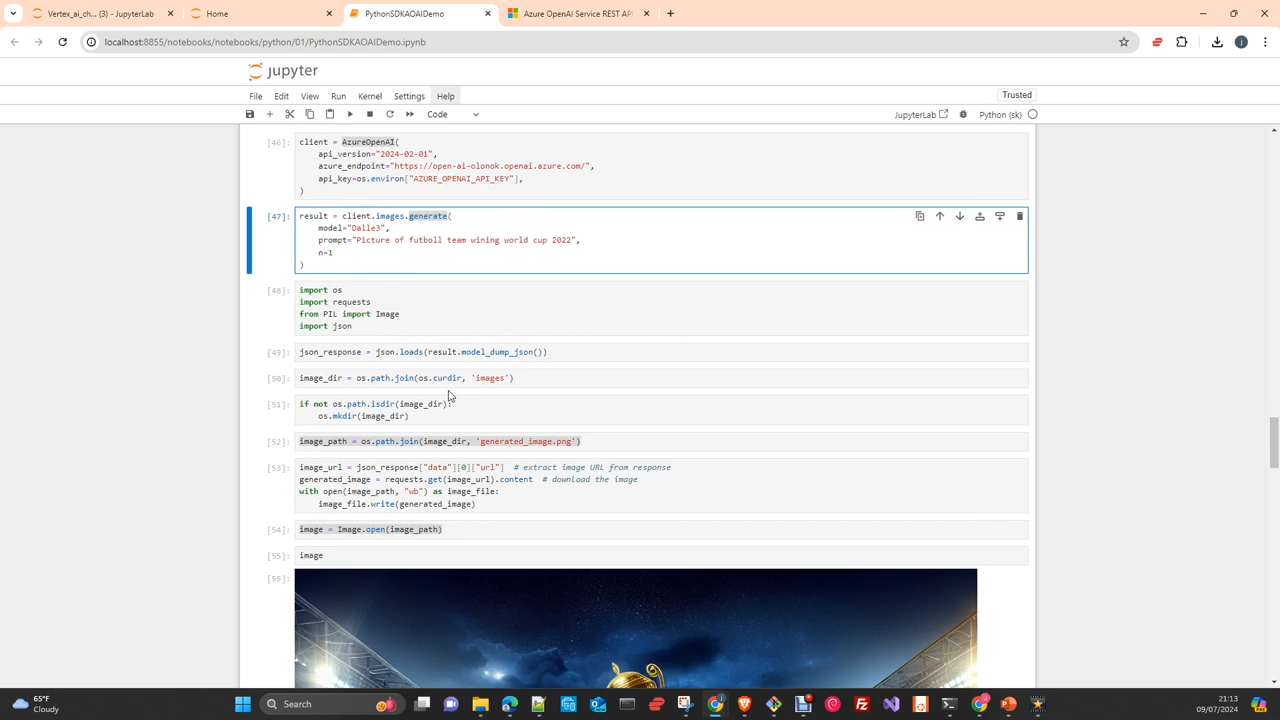 Vertex_ai_ch... (3) - JupyterLab
Home
PythonSDKAOAIDemo
Azure OpenAI Service REST API
localhost:8855/notebooks/notebooks/python/01/PythonSDKAOAIDemo.ipynb
jupyter
File Edit View Run Kernel Settings Help
Trusted
Code
JupyterLab
Python (sk)
[46]:
client = AzureOpenAI(
api_version="2024-02-01",
azure_endpoint="https://open-ai-olonok.openai.azure.com/",
api_key=os.environ["AZURE_OPENAI_API_KEY"],
)
[47]:
result = client.images.generate(
model="Dalle3",
prompt="Picture of futboll team wining world cup 2022",
n=1
)
[48]:
import os
import requests
from PIL import Image
import json
[49]:
json_response = json.loads(result.model_dump_json())
[50]:
image_dir = os.path.join(os.curdir, 'images')
[51]:
if not os.path.isdir(image_dir):
os.mkdir(image_dir)
[52]:
image_path = os.path.join(image_dir, 'generated_image.png')
[53]:
image_url = json_response["data"][0]["url"]  # extract image URL from response
generated_image = requests.get(image_url).content  # download the image
with open(image_path, "wb") as image_file:
image_file.write(generated_image)
[54]:
image = Image.open(image_path)
[55]:
image
[55]:
65°F
Cloudy
Search
21:13
09/07/2024